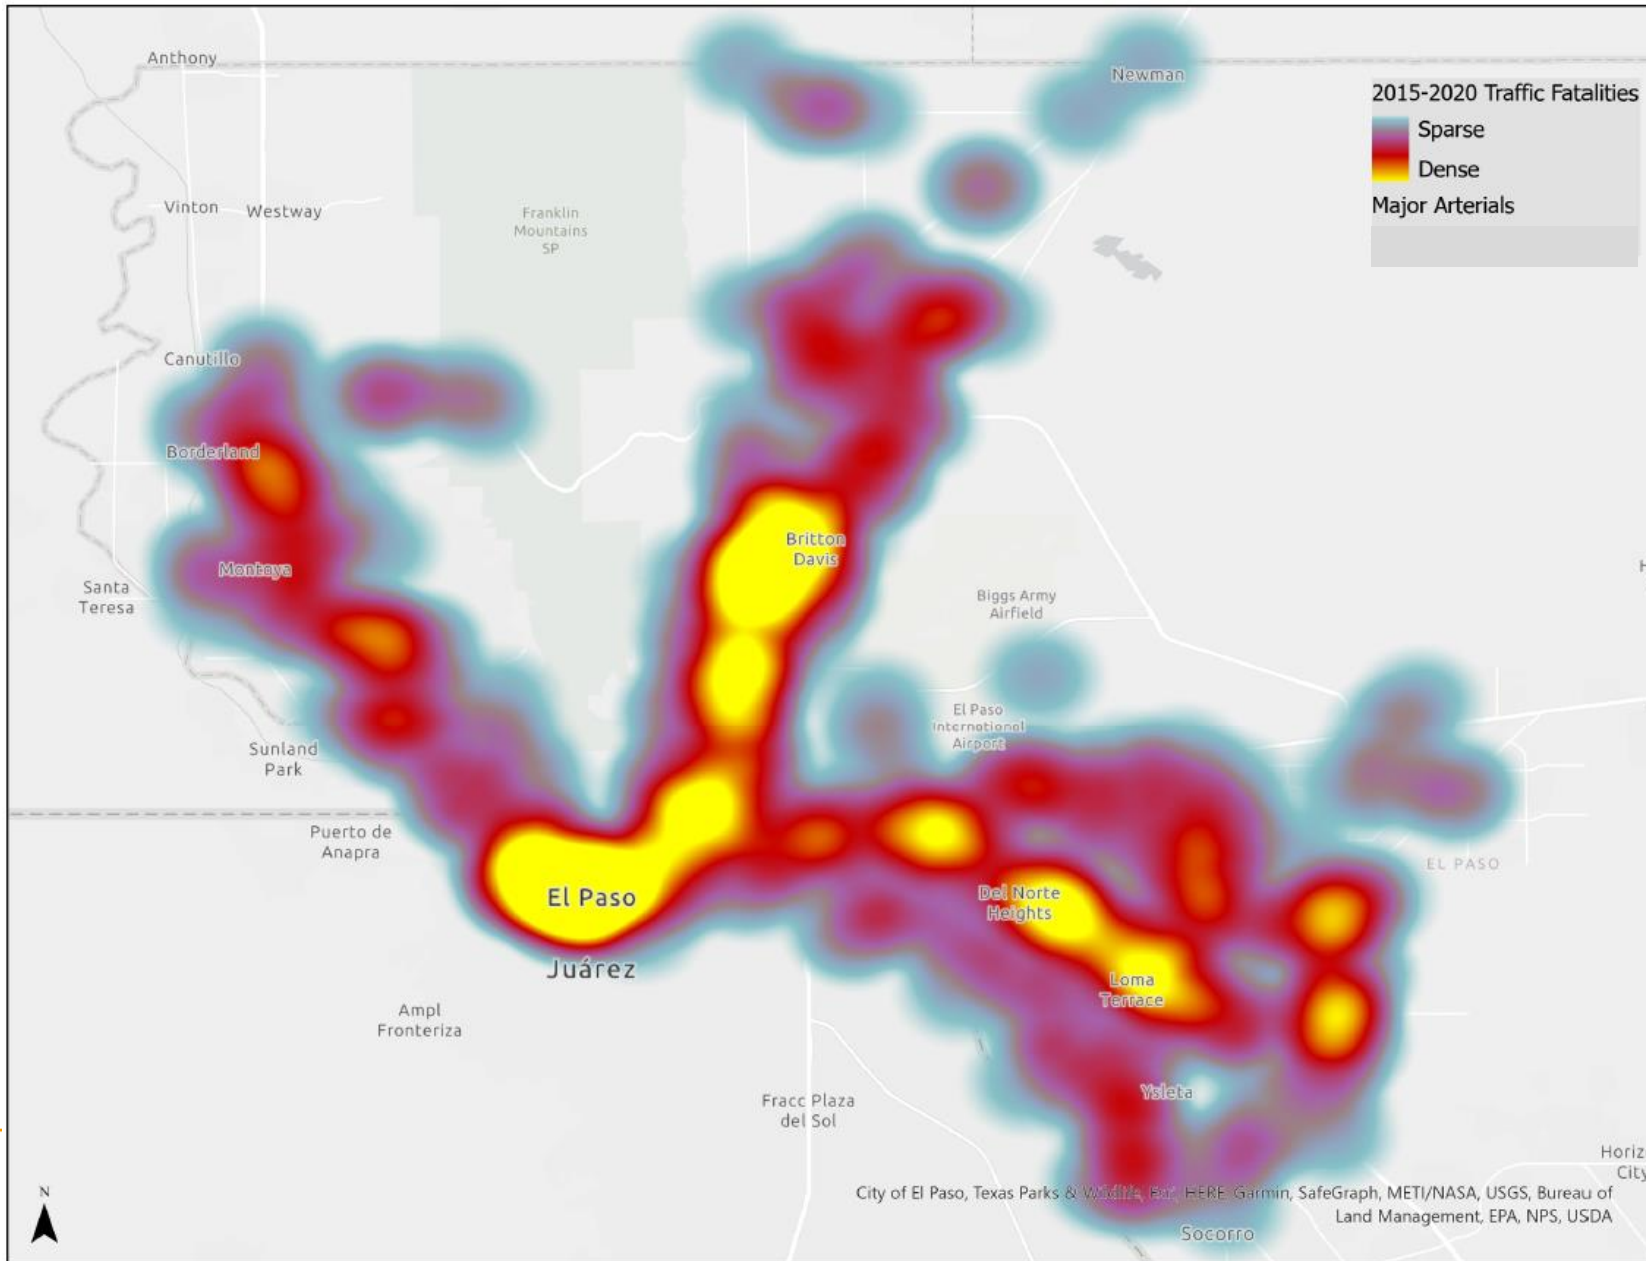 Anthony
Newman
2015-2020 Traffic Fatalities
Sparse
Dense
Major Arterials
Vinton
Westway
Franklin
Mountains
SP
Canutillo
Borderland
Britton
Davis
Montoya
Santa
Teresa
Biggs Army
Airfield
El Paso
International
Airport
Sunland
Park
Puerto de
Anapra
EL PASO
El Paso
Del Norte
Heights
Juárez
Loma
Terrace
Ampl
Fronteriza
Ysleta
Fracc Plaza
del Sol
Horiz
City
N
City of El Paso, Texas Parks & Wildlife, Esri, HERE, Garmin, SafeGraph, METI/NASA, USGS, Bureau of
Land Management, EPA, NPS, USDA
Socorro